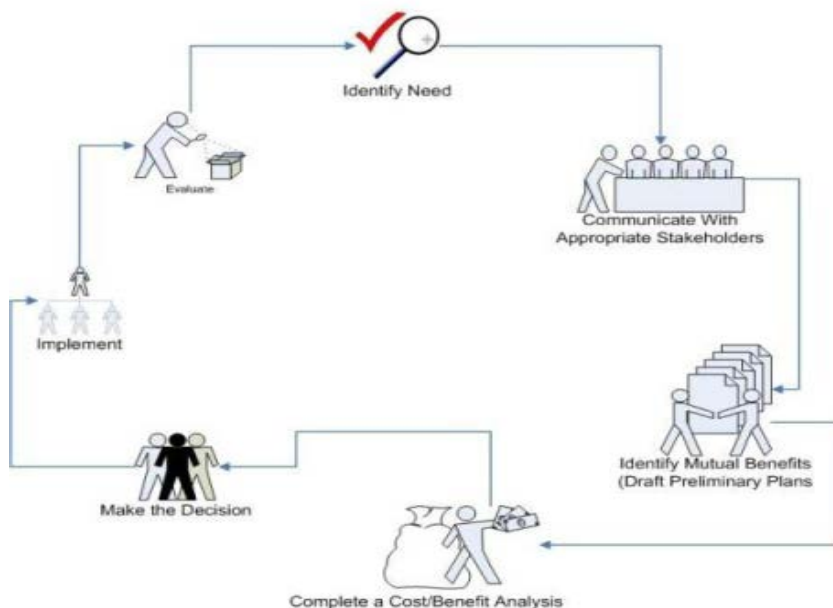 Identify Need
Communicate With
Appropriate Stakeholders
Identify Mutual Benefits
(Draft Preliminary Plans
Complete a Cost/Benefit Analysis
Make the Decision
Implement
Evaluate